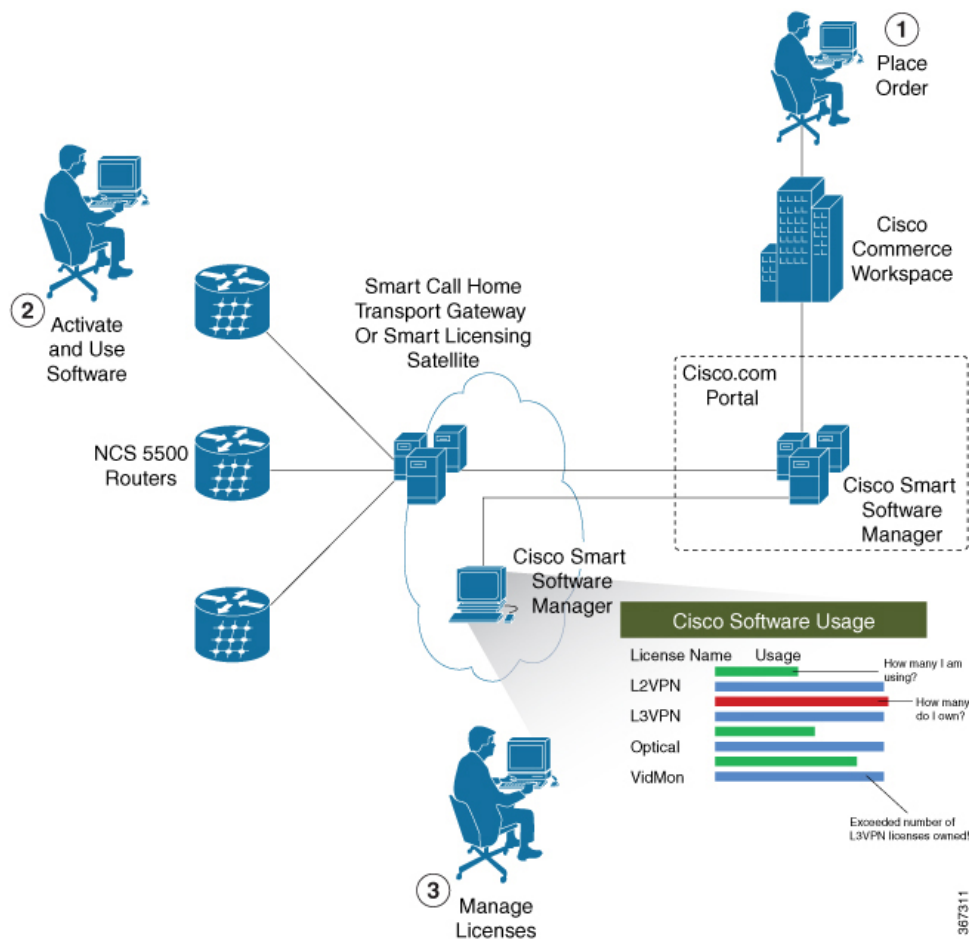 1
Place
Order
Cisco
Commerce
Workspace
2
Activate
and Use
Software
Smart Call Home
Transport Gateway
Or Smart Licensing
Satellite
Cisco.com
Portal
NCS 5500
Routers
Cisco Smart
Software
Manager
Cisco Smart
Software
Manager
Cisco Software Usage
License Name Usage
How many I am
using?
L2VPN
How many
do I own?
L3VPN
Optical
VidMon
Exceeded number of
L3VPN licenses owned!
3
Manage
Licenses
367311